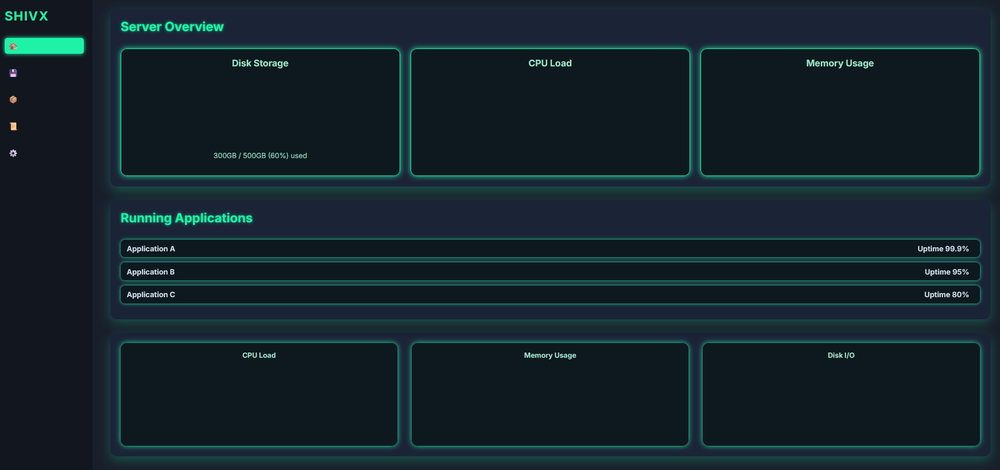 SHIVX
Server Overview
Disk Storage
300GB / 500GB (60%) used
CPU Load
Memory Usage
Running Applications
Application A Uptime 99.9%
Application B Uptime 95%
Application C Uptime 80%
CPU Load
Memory Usage
Disk I/O